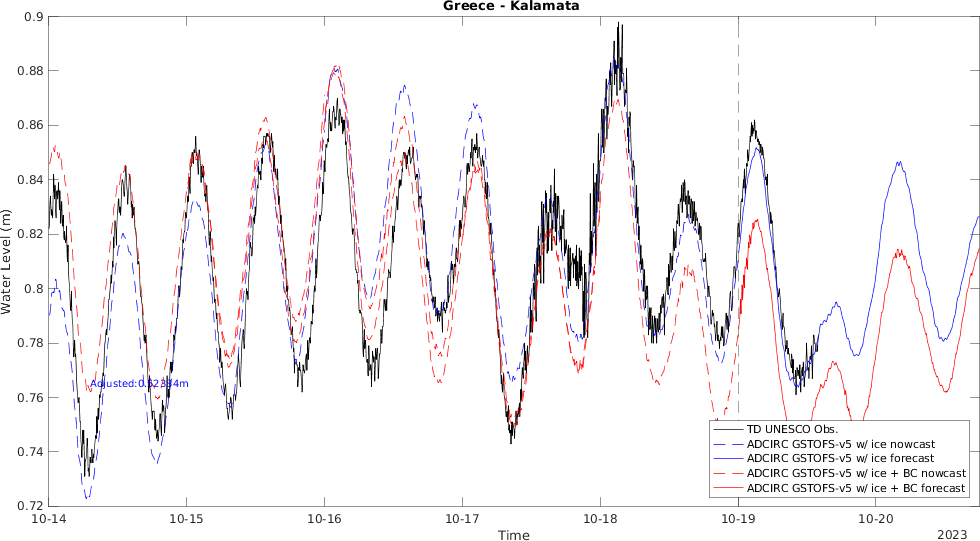 Greece - Kalamata
0.9
0.88
0.86
0.84
0.82
0.8
0.78
0.76
0.74
0.72
Water Level (m)
TD UNESCO Obs.
ADCIRC GSTOFS-v5 w/ ice nowcast
ADCIRC GSTOFS-v5 w/ ice forecast
ADCIRC GSTOFS-v5 w/ ice + BC nowcast
ADCIRC GSTOFS-v5 w/ ice + BC forecast
10-14 10-15 10-16 10-17 10-18 10-19 10-20
Time
2023